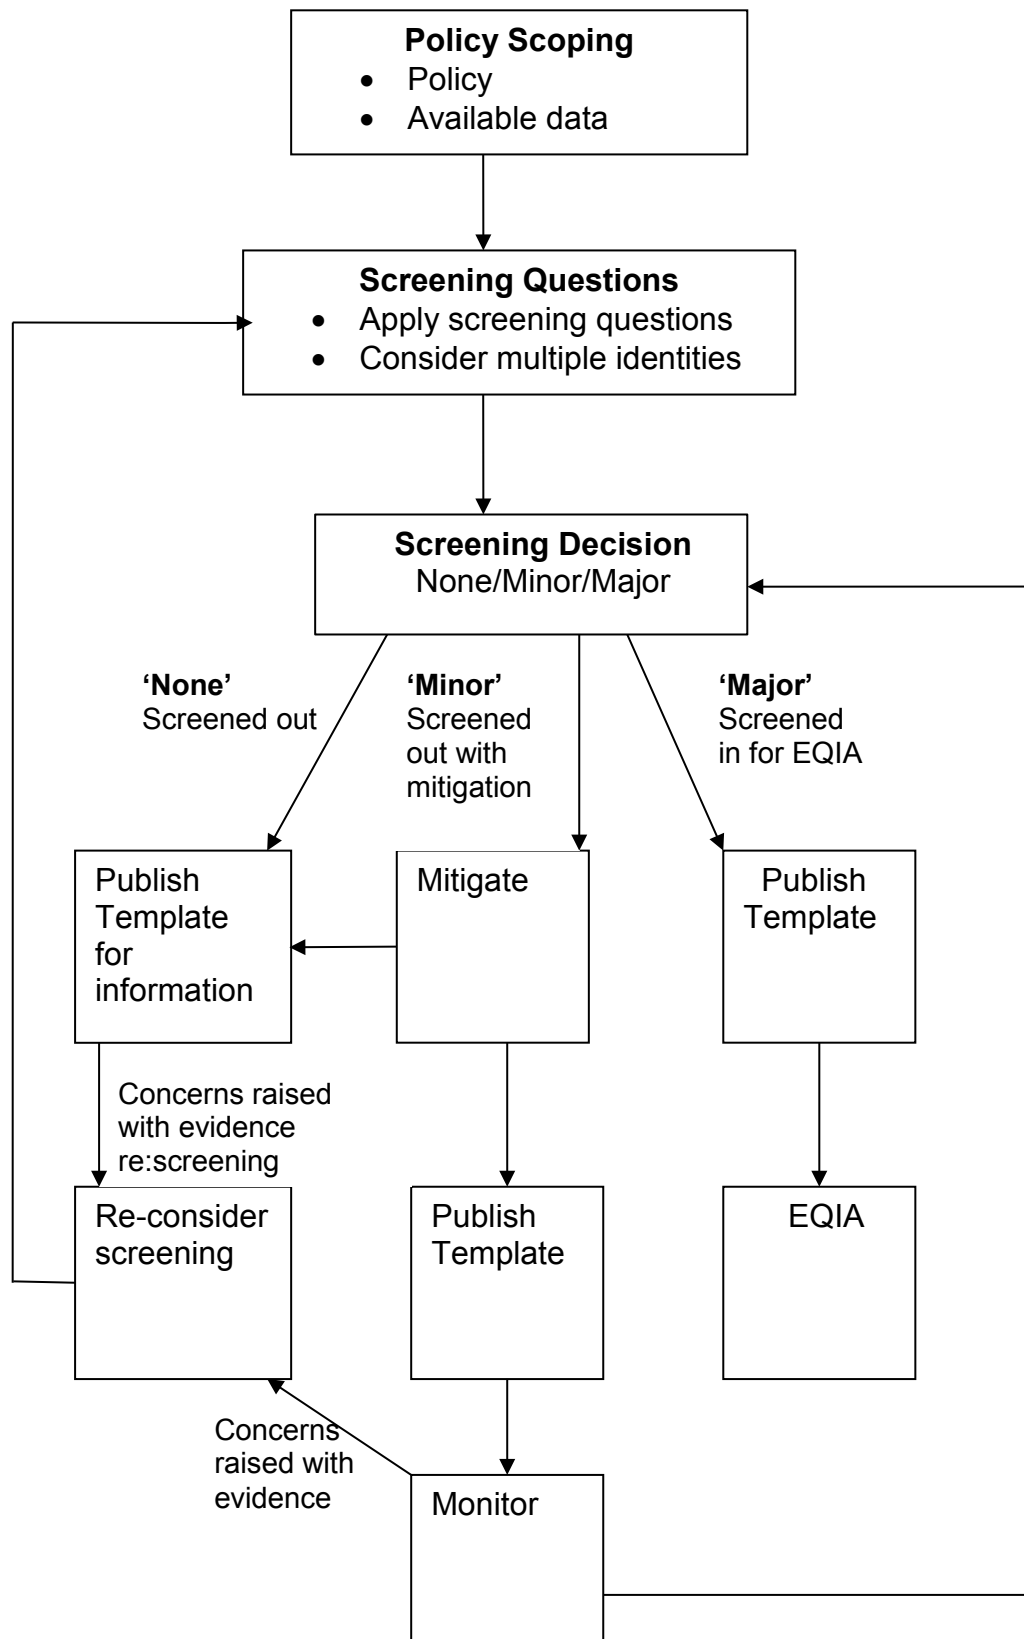 Policy Scoping
• Policy
• Available data
Screening Questions
• Apply screening questions
• Consider multiple identities
Screening Decision
None/Minor/Major
‘None’
Screened out
‘Minor’
Screened
out with
mitigation
‘Major’
Screened
in for EQIA
Publish
Template
for
information
Mitigate
Publish
Template
Concerns raised
with evidence
re:screening
Re-consider
screening
Publish
Template
EQIA
Concerns
raised with
evidence
Monitor